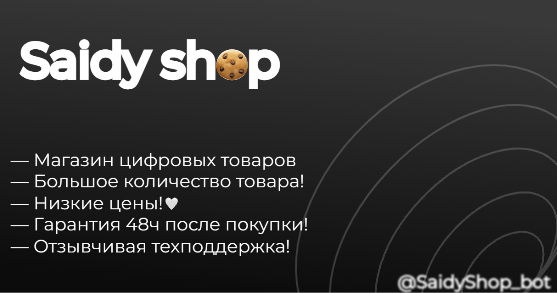 Saidy shop
— Магазин цифровых товаров
— Большое количество товара!
— Низкие цены!🤍
— Гарантия 48ч после покупки!
— Отзывчивая техподдержка!
@SaidyShop_bot